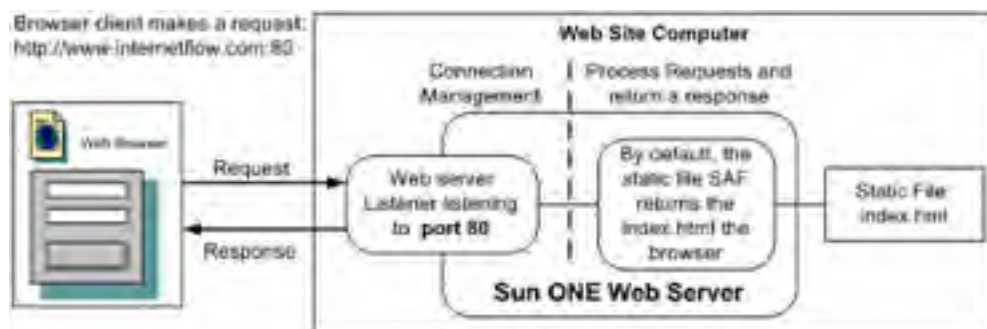 Browser client makes a request:
http://www.internetflow.com:80
Web Browser
Request
Response
Web Site Computer
Connection
Management
Process Requests and
return a response
Web server
Listener listening
to port 80
By default, the
static file SAF
returns the
index.html the
browser
Sun ONE Web Server
Static File:
index.html